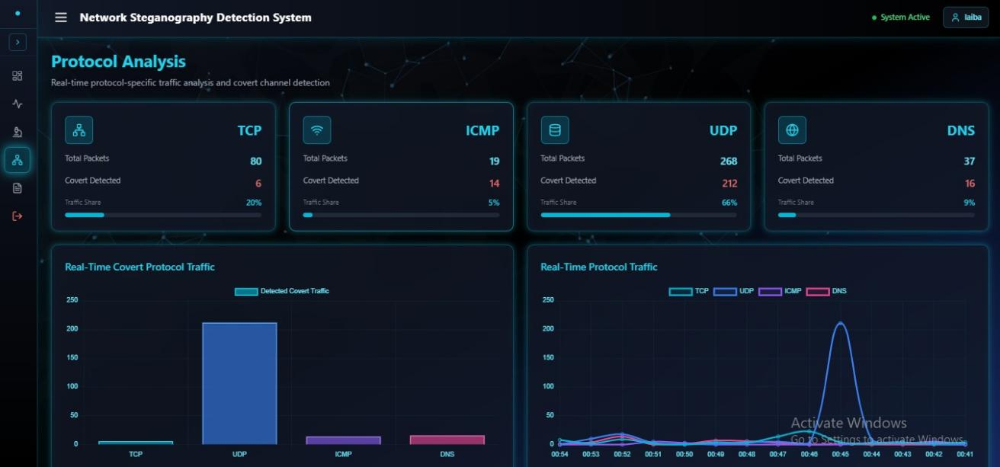 Network Steganography Detection System
System Active
laiba
Protocol Analysis
Real-time protocol-specific traffic analysis and covert channel detection
TCP
Total Packets 80
Covert Detected 6
Traffic Share 20%
ICMP
Total Packets 19
Covert Detected 14
Traffic Share 5%
UDP
Total Packets 268
Covert Detected 212
Traffic Share 66%
DNS
Total Packets 37
Covert Detected 16
Traffic Share 9%
Real-Time Covert Protocol Traffic
Detected Covert Traffic
250
200
150
100
50
0
TCP UDP ICMP DNS
Real-Time Protocol Traffic
TCP UDP ICMP DNS
250
200
150
100
50
0
00:54 00:53 00:52 00:51 00:50 00:49 00:48 00:47 00:46 00:45 00:44 00:43 00:42 00:41
Activate Windows
Go to Settings to activate Windows.